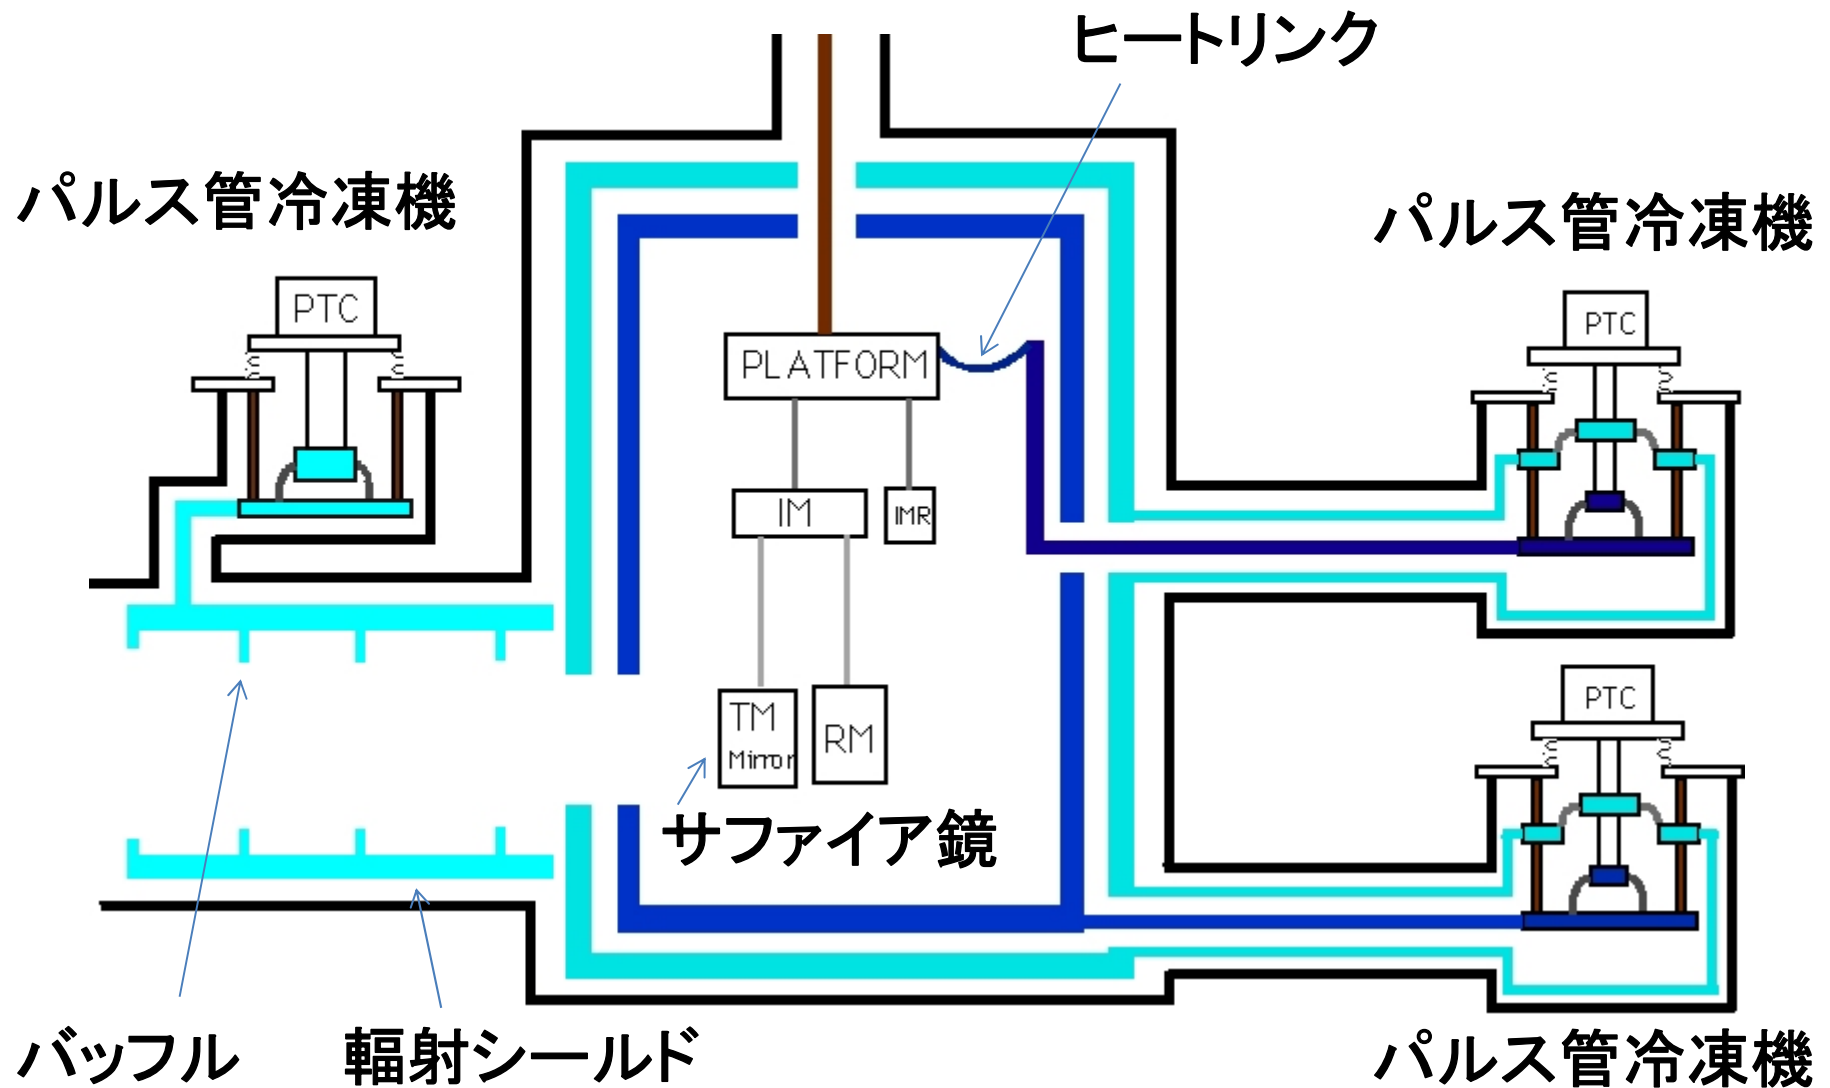 ヒートリンク
パルス管冷凍機
パルス管冷凍機
PTC
PTC
PLATFORM
IM
IMR
TM
Mirror
RM
PTC
サファイア鏡
バッフル
輻射シールド
パルス管冷凍機